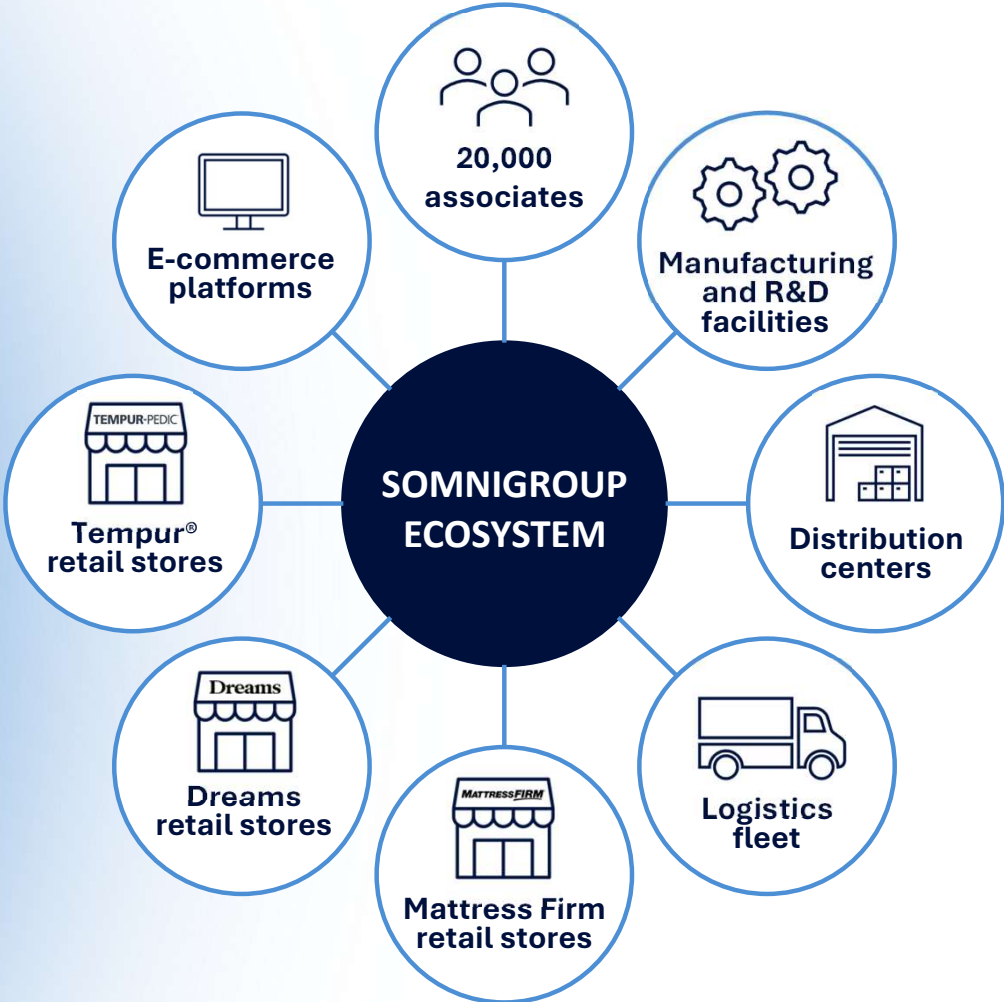 20,000
associates
E-commerce
platforms
Manufacturing
and R&D
facilities
TEMPUR-PEDIC
Tempur®
retail stores
SOMNIGROUP
ECOSYSTEM
Distribution
centers
Dreams
Dreams
retail stores
MATTRESSFIRM
Mattress Firm
retail stores
Logistics
fleet